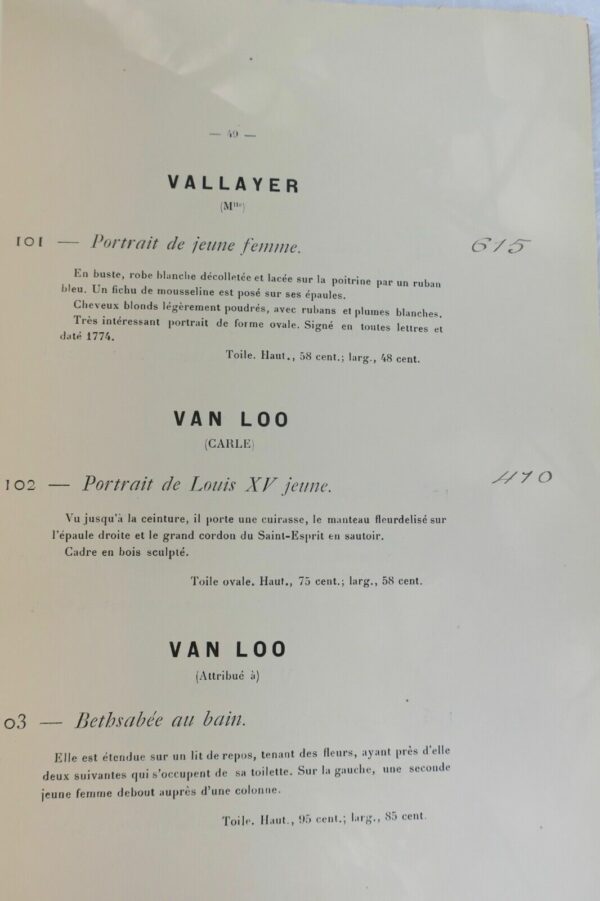 — 49 —
VALLAYER
(Mlle)
101 — Portrait de jeune femme. 615
En buste, robe blanche décolletée et lacée sur la poitrine par un ruban
bleu. Un fichu de mousseline est posé sur ses épaules.
Cheveux blonds légèrement poudrés, avec rubans et plumes blanches.
Très intéressant portrait de forme ovale. Signé en toutes lettres et
daté 1774.
Toile. Haut., 58 cent.; larg., 48 cent.
VAN LOO
(CARLE)
102 — Portrait de Louis XV jeune. 410
Vu jusqu'à la ceinture, il porte une cuirasse, le manteau fleurdelisé sur
l'épaule droite et le grand cordon du Saint-Esprit en sautoir.
Cadre en bois sculpté.
Toile ovale. Haut., 75 cent.; larg., 58 cent.
VAN LOO
(Attribué à)
03 — Bethsabée au bain.
Elle est étendue sur un lit de repos, tenant des fleurs, ayant près d'elle
deux suivantes qui s'occupent de sa toilette. Sur la gauche, une seconde
jeune femme debout auprès d'une colonne.
Toile. Haut., 95 cent.; larg., 85 cent.